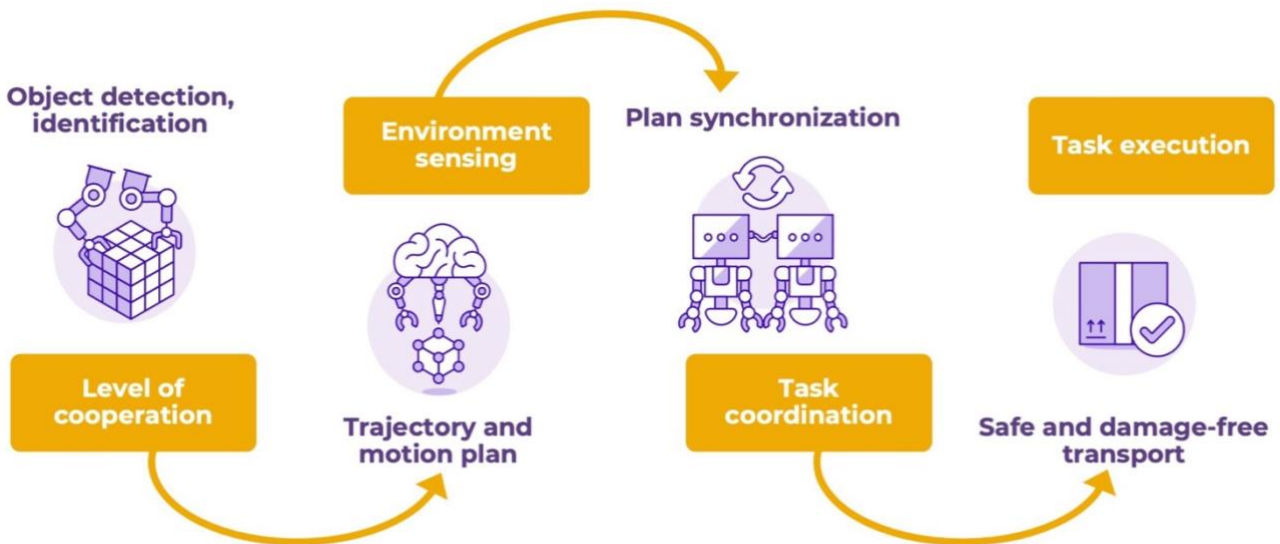 Object detection,
identification
Level of
cooperation
Environment
sensing
Trajectory and
motion plan
Plan synchronization
Task
coordination
Task execution
Safe and damage-free
transport